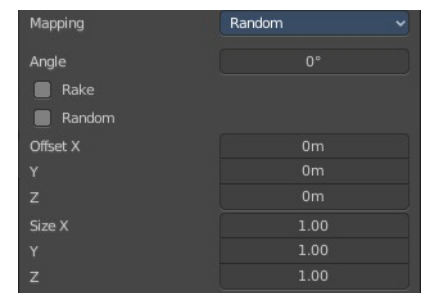 Mapping Random
Angle 0°
Rake
Random
Offset X 0m
Y 0m
Z 0m
Size X 1.00
Y 1.00
Z 1.00